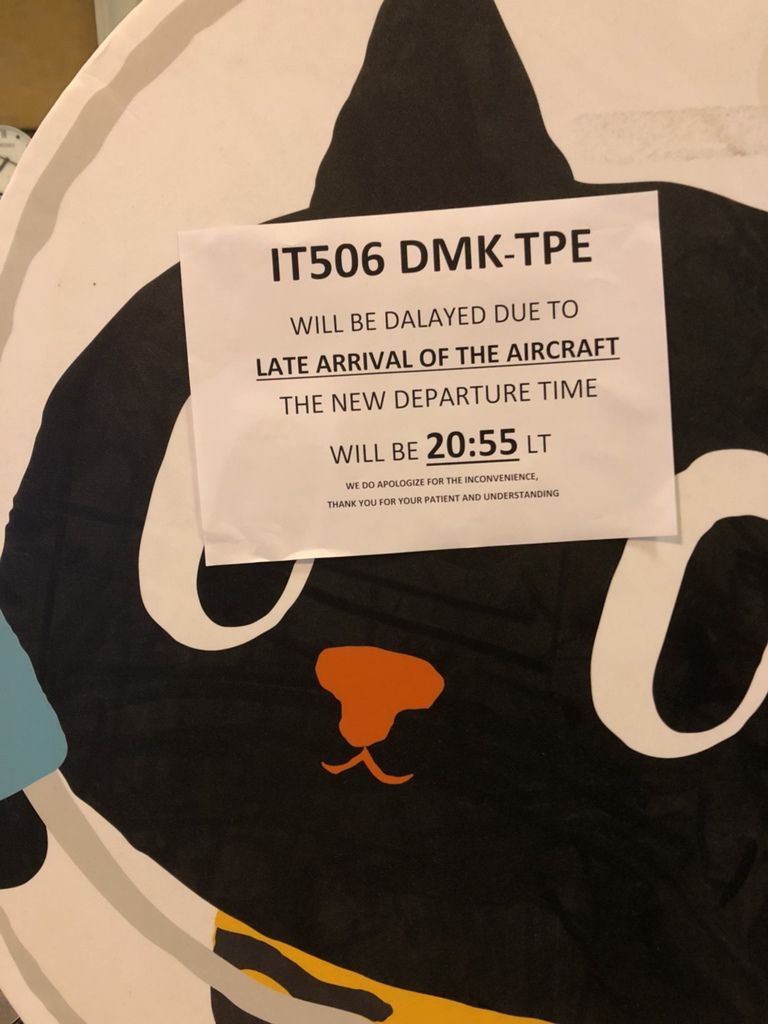 IT506 DMK-TPE
WILL BE DALAYED DUE TO
LATE ARRIVAL OF THE AIRCRAFT
THE NEW DEPARTURE TIME
WILL BE 20:55 LT
WE DO APOLOGIZE FOR THE INCONVENIENCE,
THANK YOU FOR YOUR PATIENT AND UNDERSTANDING